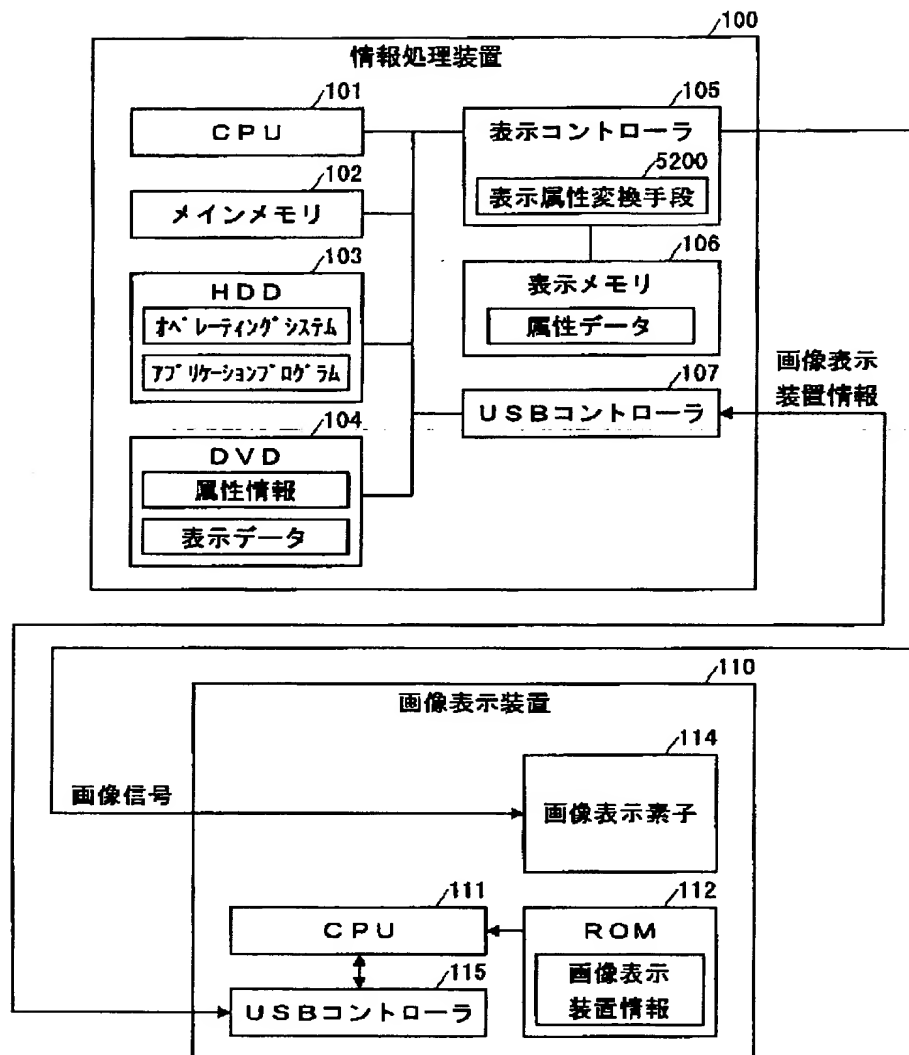 100
情報処理装置
101
CPU
102
メインメモリ
103
HDD
オペレーティングシステム
アプリケーションプログラム
104
DVD
属性情報
表示データ
105
表示コントローラ
5200
表示属性変換手段
106
表示メモリ
属性データ
107
USBコントローラ
画像表示
装置情報
110
画像表示装置
114
画像表示素子
画像信号
111
CPU
115
USBコントローラ
112
ROM
画像表示
装置情報